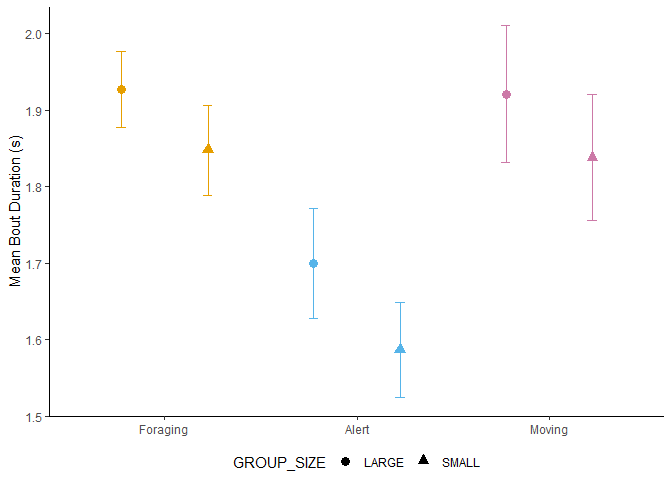 Mean Bout Duration (s)
2.0
1.9
1.8
1.7
1.6
1.5
Foraging Alert Moving
GROUP_SIZE LARGE SMALL